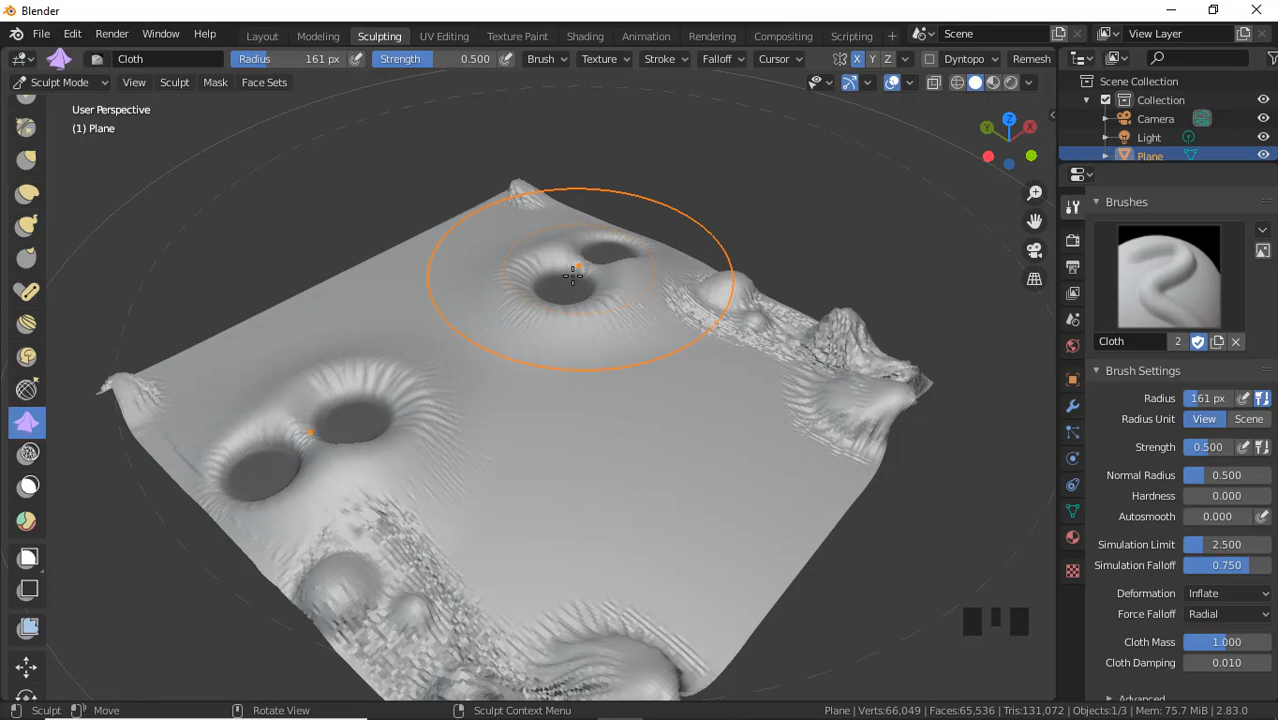 Blender
File Edit Render Window Help Layout Modeling Sculpting UV Editing Texture Paint Shading Animation Rendering Compositing Scripting + Scene View Layer
Cloth Radius 161 px Strength 0.500 Brush Texture Stroke Falloff Cursor X Y Z Dyntopo Remesh
Sculpt Mode View Sculpt Mask Face Sets
Scene Collection
Collection
Camera
Light
Plane
User Perspective
(1) Plane
Z
Y X
Brushes
Cloth 2
Brush Settings
Radius 161 px
Radius Unit View Scene
Strength 0.500
Normal Radius 0.500
Hardness 0.000
Autosmooth 0.000
Simulation Limit 2.500
Simulation Falloff 0.750
Deformation Inflate
Force Falloff Radial
Cloth Mass 1.000
Cloth Damping 0.010
Advanced
Sculpt Move Rotate View Sculpt Context Menu Plane | Verts:66,049 | Faces:65,536 | Tris:131,072 | Objects:1/3 | Mem: 75.7 MiB | 2.83.0